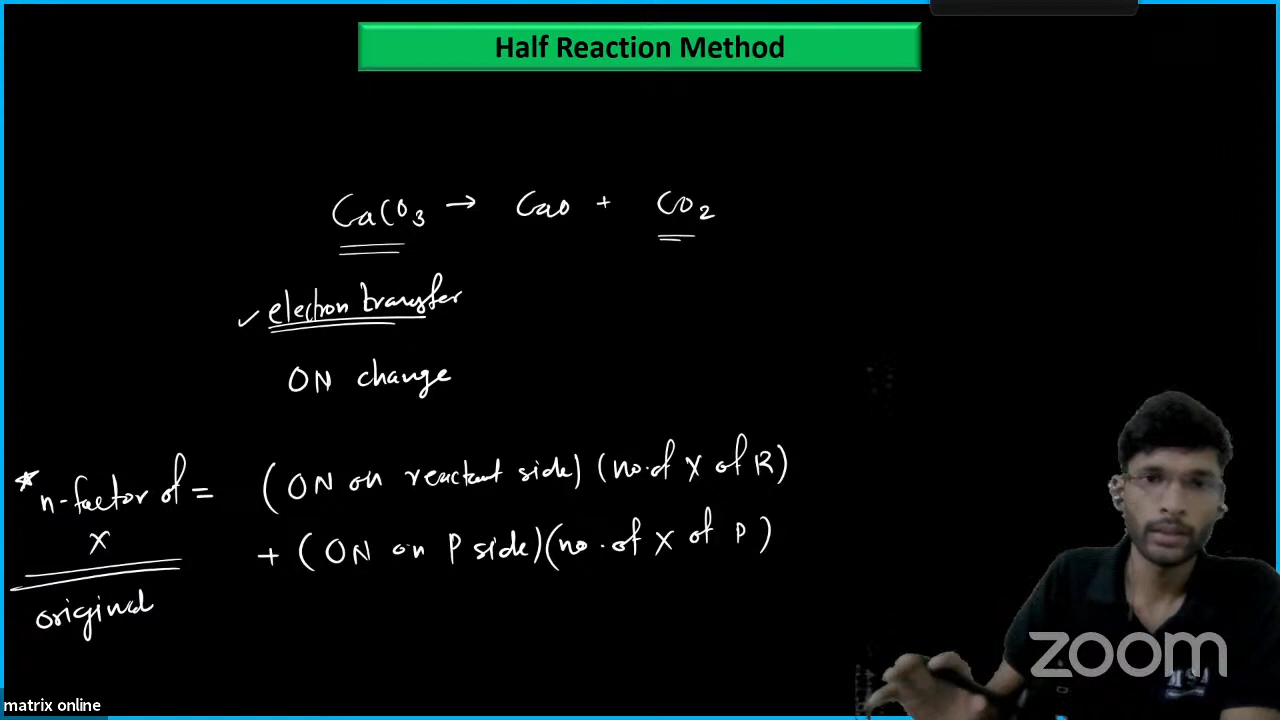 Half Reaction Method
CaCO3 → CaO + CO2
✓ electron transfer
ON change
* n-factor of = (ON on reactant side) (no. of X of R)
X + (ON on P side) (no. of X of P)
original
zoom
matrix online